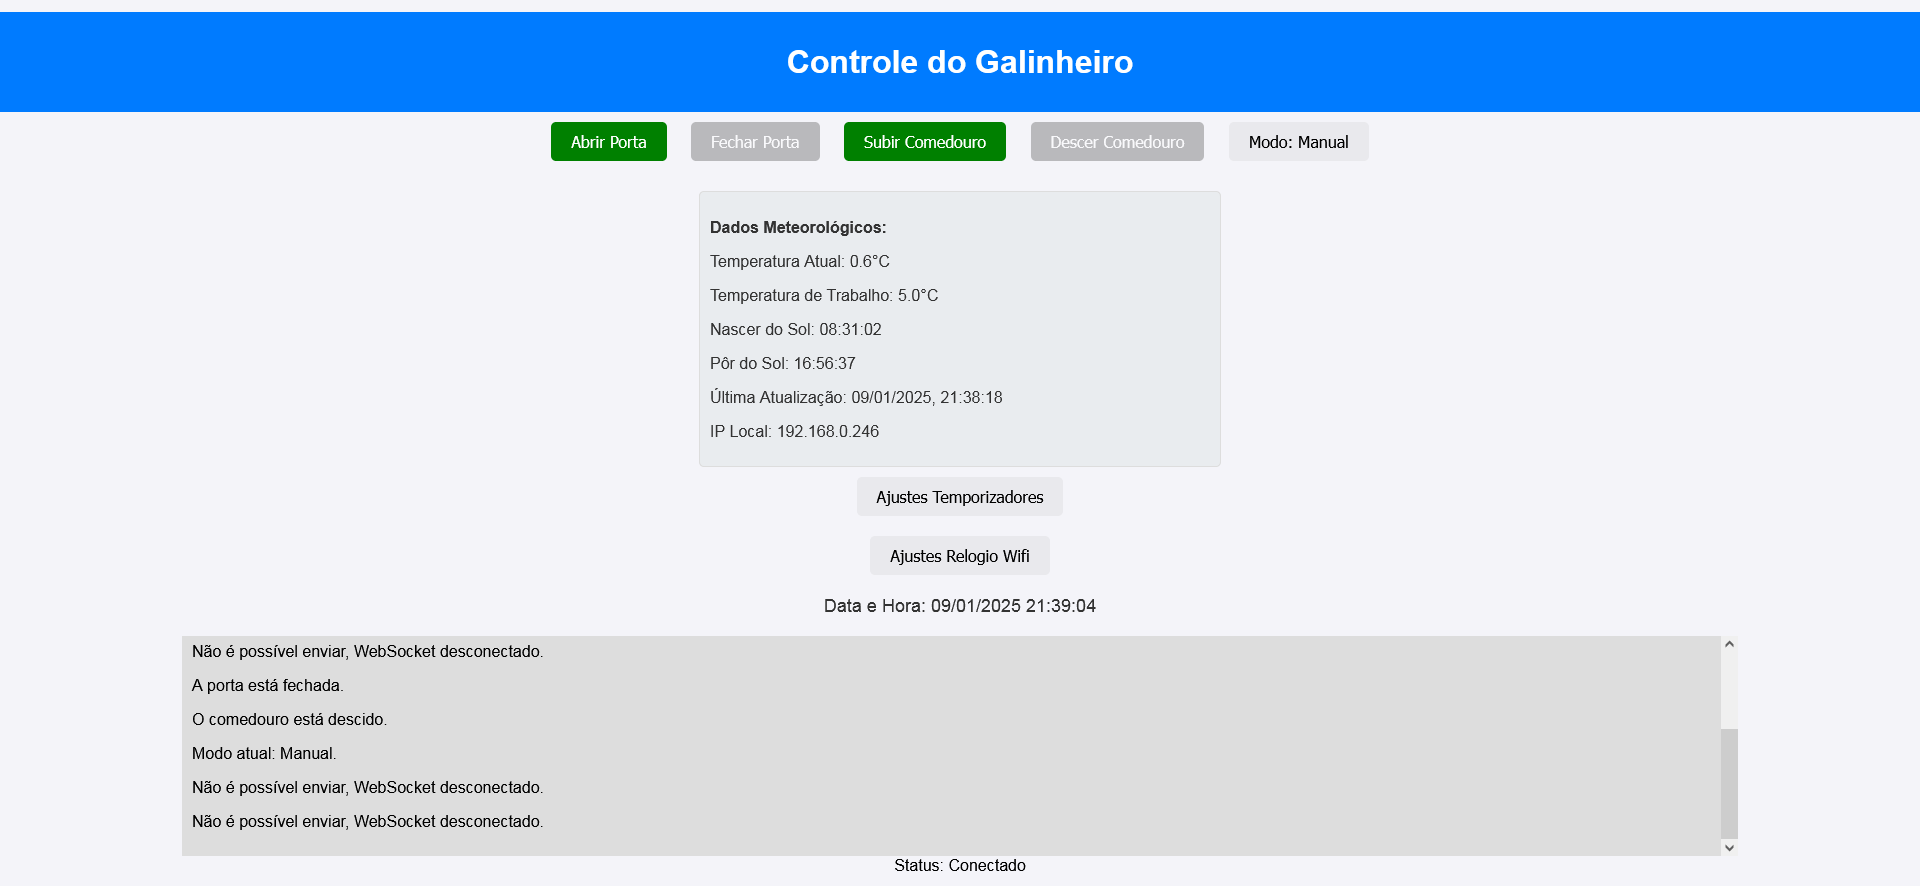 Controle do Galinheiro
Abrir Porta Fechar Porta Subir Comedouro Descer Comedouro Modo: Manual
Dados Meteorológicos:
Temperatura Atual: 0.6°C
Temperatura de Trabalho: 5.0°C
Nascer do Sol: 08:31:02
Pôr do Sol: 16:56:37
Última Atualização: 09/01/2025, 21:38:18
IP Local: 192.168.0.246
Ajustes Temporizadores
Ajustes Relogio Wifi
Data e Hora: 09/01/2025 21:39:04
Não é possível enviar, WebSocket desconectado.
A porta está fechada.
O comedouro está descido.
Modo atual: Manual.
Não é possível enviar, WebSocket desconectado.
Não é possível enviar, WebSocket desconectado.
Status: Conectado